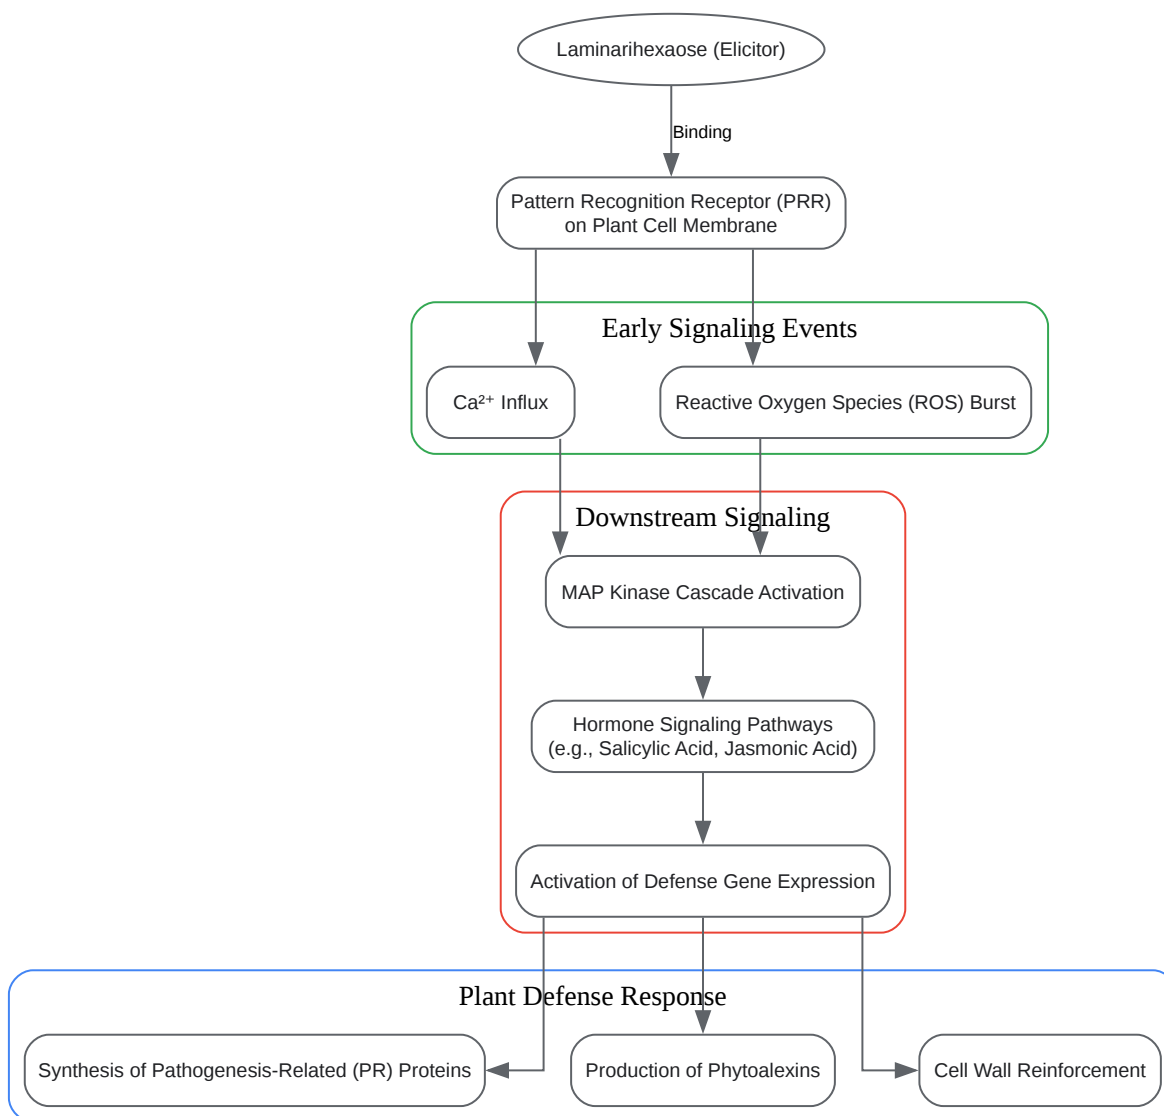 Laminarihexaose (Elicitor)
Binding
Pattern Recognition Receptor (PRR)
on Plant Cell Membrane
Early Signaling Events
Ca²⁺ Influx
Reactive Oxygen Species (ROS) Burst
Downstream Signaling
MAP Kinase Cascade Activation
Hormone Signaling Pathways
(e.g., Salicylic Acid, Jasmonic Acid)
Activation of Defense Gene Expression
Plant Defense Response
Synthesis of Pathogenesis-Related (PR) Proteins
Production of Phytoalexins
Cell Wall Reinforcement